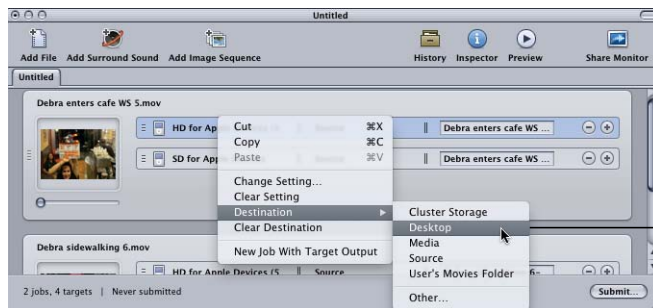 Untitled
Add File Add Surround Sound Add Image Sequence History Inspector Preview Share Monitor
Untitled
Debra enters cafe WS 5.mov
HD for Ap Debra enters cafe WS ...
SD for App Debra enters cafe WS ...
Cut ⌘X
Copy ⌘C
Paste ⌘V
Change Setting...
Clear Setting
Destination
Clear Destination
New Job With Target Output
Cluster Storage
Desktop
Media
Source
User's Movies Folder
Other...
Debra sidewalking 6.mov
HD for Apple Devices (5 Source
2 jobs, 4 targets | Never submitted
Submit...